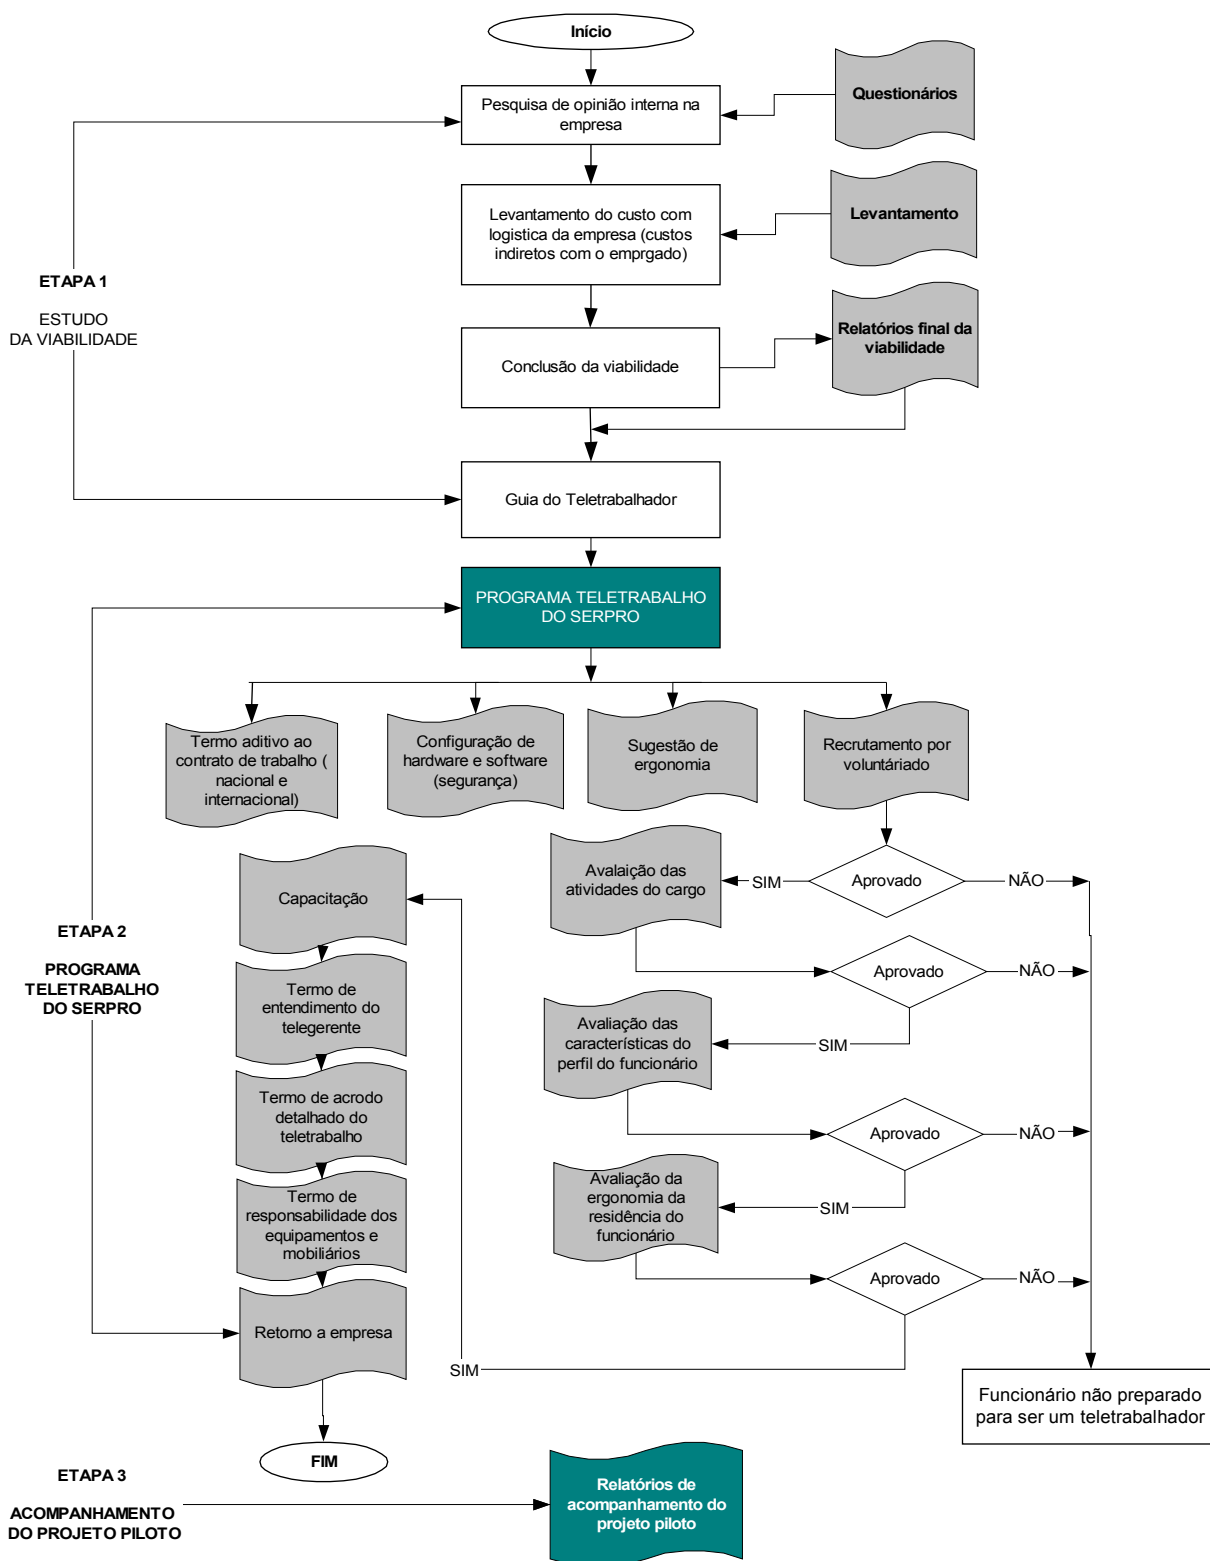 Início
Pesquisa de opinião interna na
empresa
Questionários
Levantamento do custo com
logistica da empresa (custos
indiretos com o emprgado)
Levantamento
ETAPA 1
ESTUDO
DA VIABILIDADE
Conclusão da viabilidade
Relatórios final da
viabilidade
Guia do Teletrabalhador
PROGRAMA TELETRABALHO
DO SERPRO
Termo aditivo ao
contrato de trabalho (
nacional e
internacional)
Configuração de
hardware e software
(segurança)
Sugestão de
ergonomia
Recrutamento por
voluntáriado
Aprovado
SIM
NÃO
Avalaição das
atividades do cargo
Capacitação
Aprovado
NÃO
ETAPA 2
PROGRAMA
TELETRABALHO
DO SERPRO
Termo de
entendimento do
telegerente
Avaliação das
características do
perfil do funcionário
SIM
Termo de acrodo
detalhado do
teletrabalho
Aprovado
NÃO
Avaliação da
ergonomia da
residência do
funcionário
SIM
Termo de
responsabilidade dos
equipamentos e
mobiliários
Aprovado
NÃO
Retorno a empresa
SIM
Funcionário não preparado
para ser um teletrabalhador
FIM
ETAPA 3
ACOMPANHAMENTO
DO PROJETO PILOTO
Relatórios de
acompanhamento do
projeto piloto